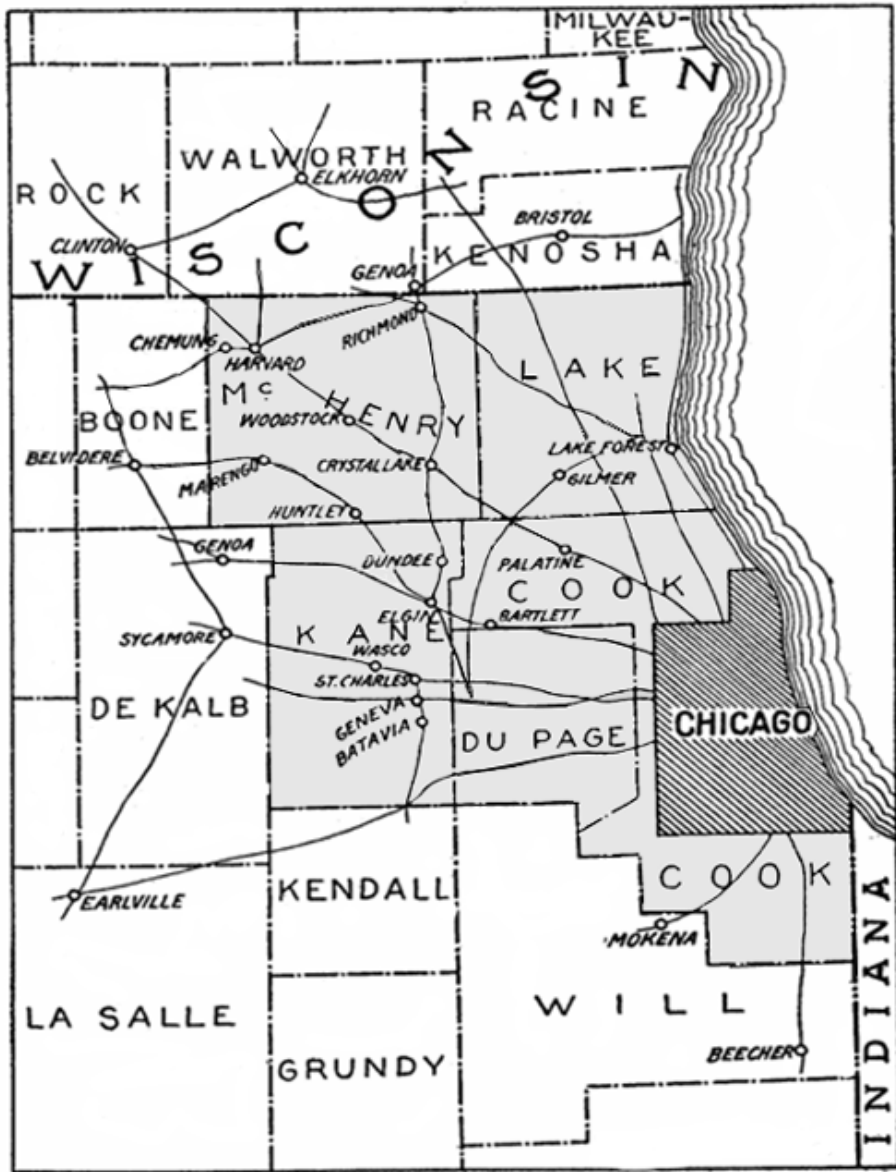 MILWAU-
KEE
WISCONSIN
RACINE
WALWORTH
ELKHORN
ROCK
BRISTOL
CLINTON
KENOSHA
GENOA
RICHMOND
CHEMUNG
HARVARD
LAKE
Mc HENRY
BOONE
WOODSTOCK
LAKE FOREST
BELVIDERE
MARENGO
CRYSTAL LAKE
GILMER
HUNTLEY
GENOA
DUNDEE
PALATINE
COOK
ELGIN
BARTLETT
SYCAMORE
KANE
WASCO
ST. CHARLES
DE KALB
GENEVA
BATAVIA
DU PAGE
CHICAGO
KENDALL
COOK
EARLVILLE
MOKENA
INDIANA
LA SALLE
WILL
GRUNDY
BEECHER